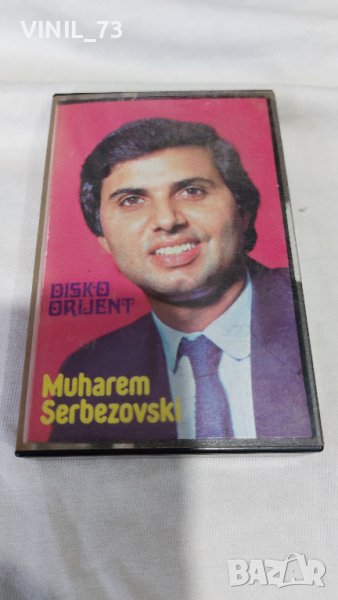 VINIL_73
DISKO
ORIJENT
Muharem
Serbezovski
BAZAR